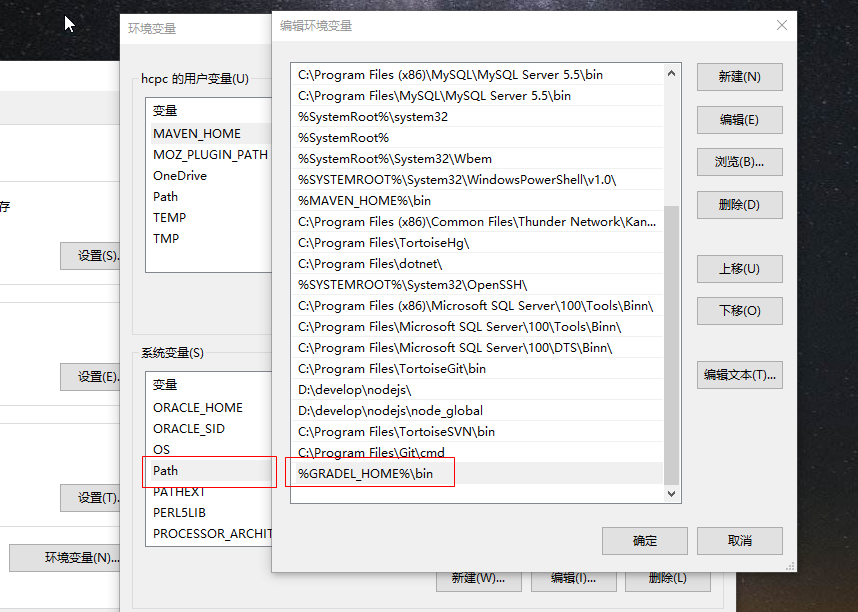 环境变量
编辑环境变量
hcpc 的用户变量(U)
变量
MAVEN_HOME
MOZ_PLUGIN_PATH
OneDrive
Path
TEMP
TMP
存
设置(S)...
设置(E)...
设置(T)...
环境变量(N)...
系统变量(S)
变量
ORACLE_HOME
ORACLE_SID
OS
Path
PATHEXT
PERL5LIB
PROCESSOR_ARCHIT
C:\Program Files (x86)\MySQL\MySQL Server 5.5\bin
C:\Program Files\MySQL\MySQL Server 5.5\bin
%SystemRoot%\system32
%SystemRoot%
%SystemRoot%\System32\Wbem
%SYSTEMROOT%\System32\WindowsPowerShell\v1.0\
%MAVEN_HOME%\bin
C:\Program Files (x86)\Common Files\Thunder Network\Kan...
C:\Program Files\TortoiseHg\
C:\Program Files\dotnet\
%SYSTEMROOT%\System32\OpenSSH\
C:\Program Files (x86)\Microsoft SQL Server\100\Tools\Binn\
C:\Program Files\Microsoft SQL Server\100\Tools\Binn\
C:\Program Files\Microsoft SQL Server\100\DTS\Binn\
C:\Program Files\TortoiseGit\bin
D:\develop\nodejs\
D:\develop\nodejs\node_global
C:\Program Files\TortoiseSVN\bin
C:\Program Files\Git\cmd
%GRADEL_HOME%\bin
新建(N)
编辑(E)
浏览(B)...
删除(D)
上移(U)
下移(O)
编辑文本(T)...
确定
取消
新建(W)...
编辑(I)...
删除(L)